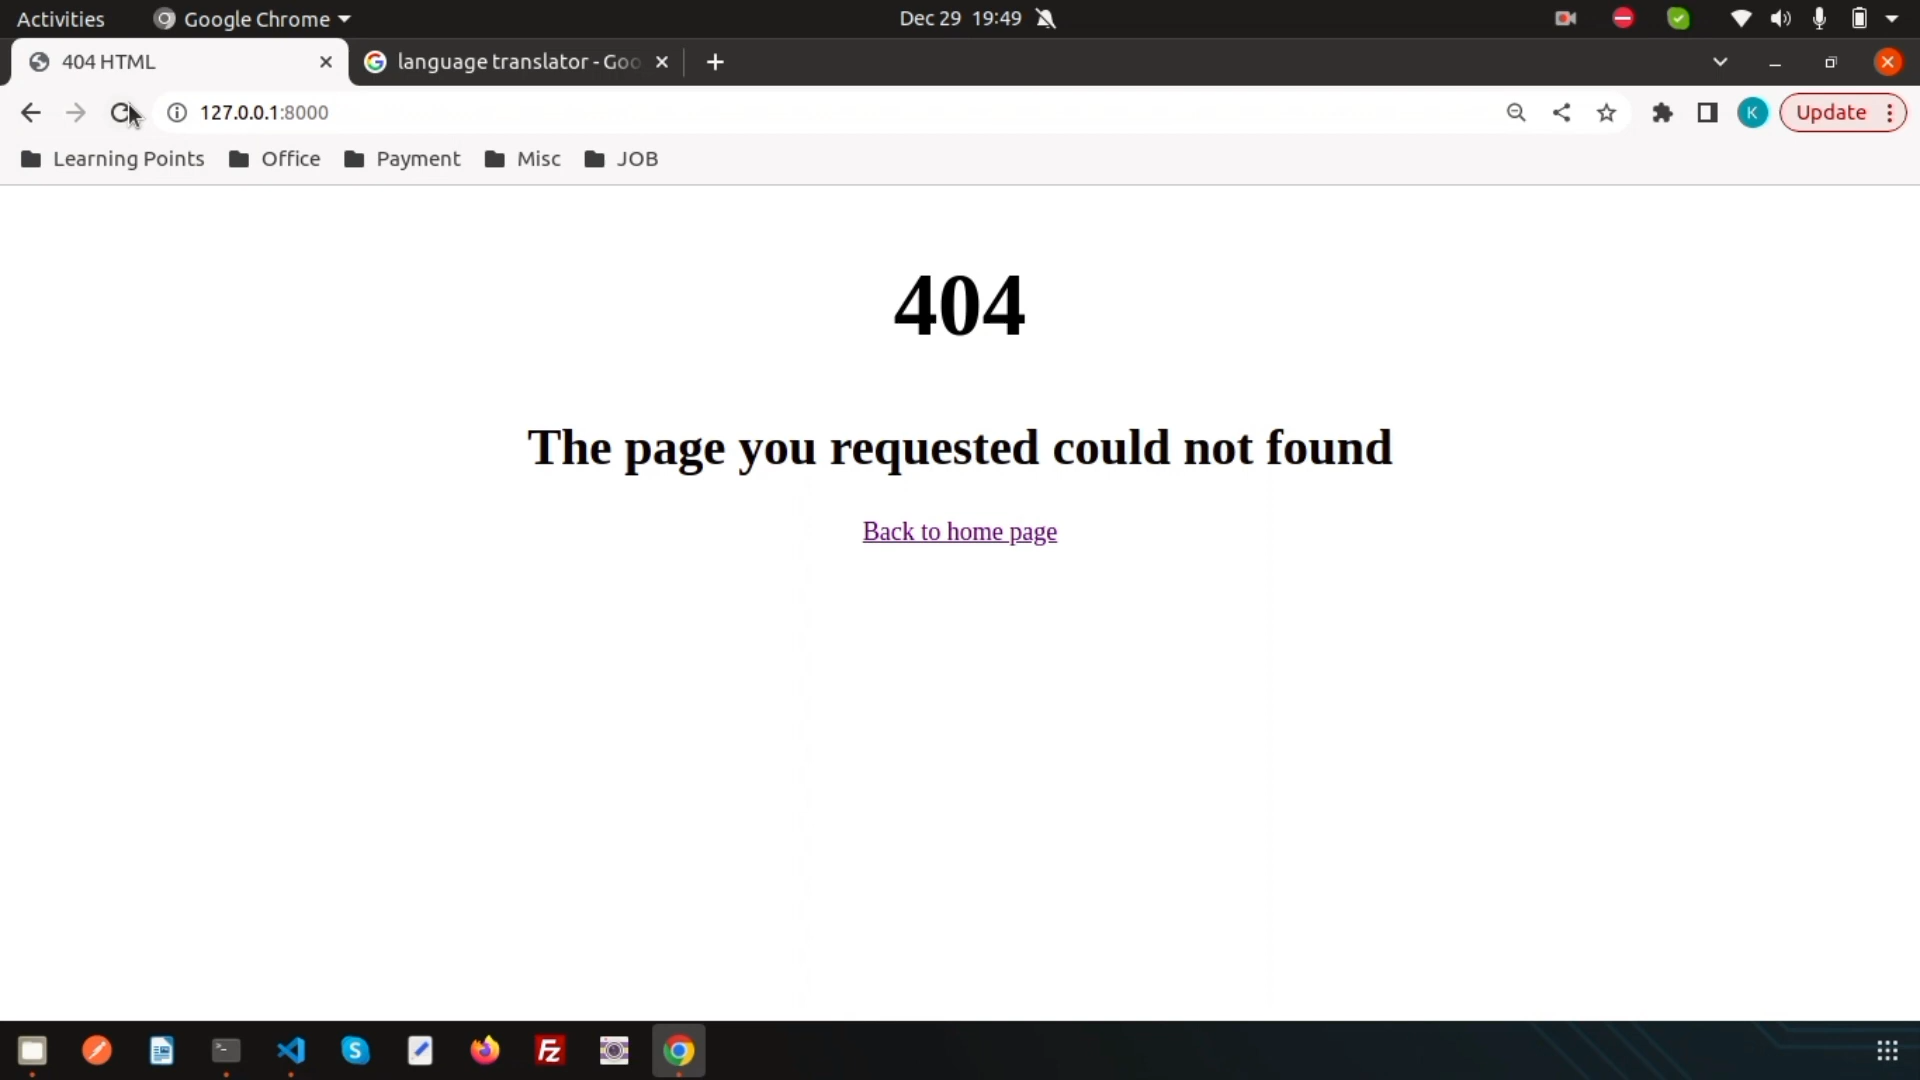 Activities
Google Chrome
Dec 29 19:49
404 HTML
language translator - Goo
127.0.0.1:8000
K
Update
Learning Points
Office
Payment
Misc
JOB
404
The page you requested could not found
Back to home page